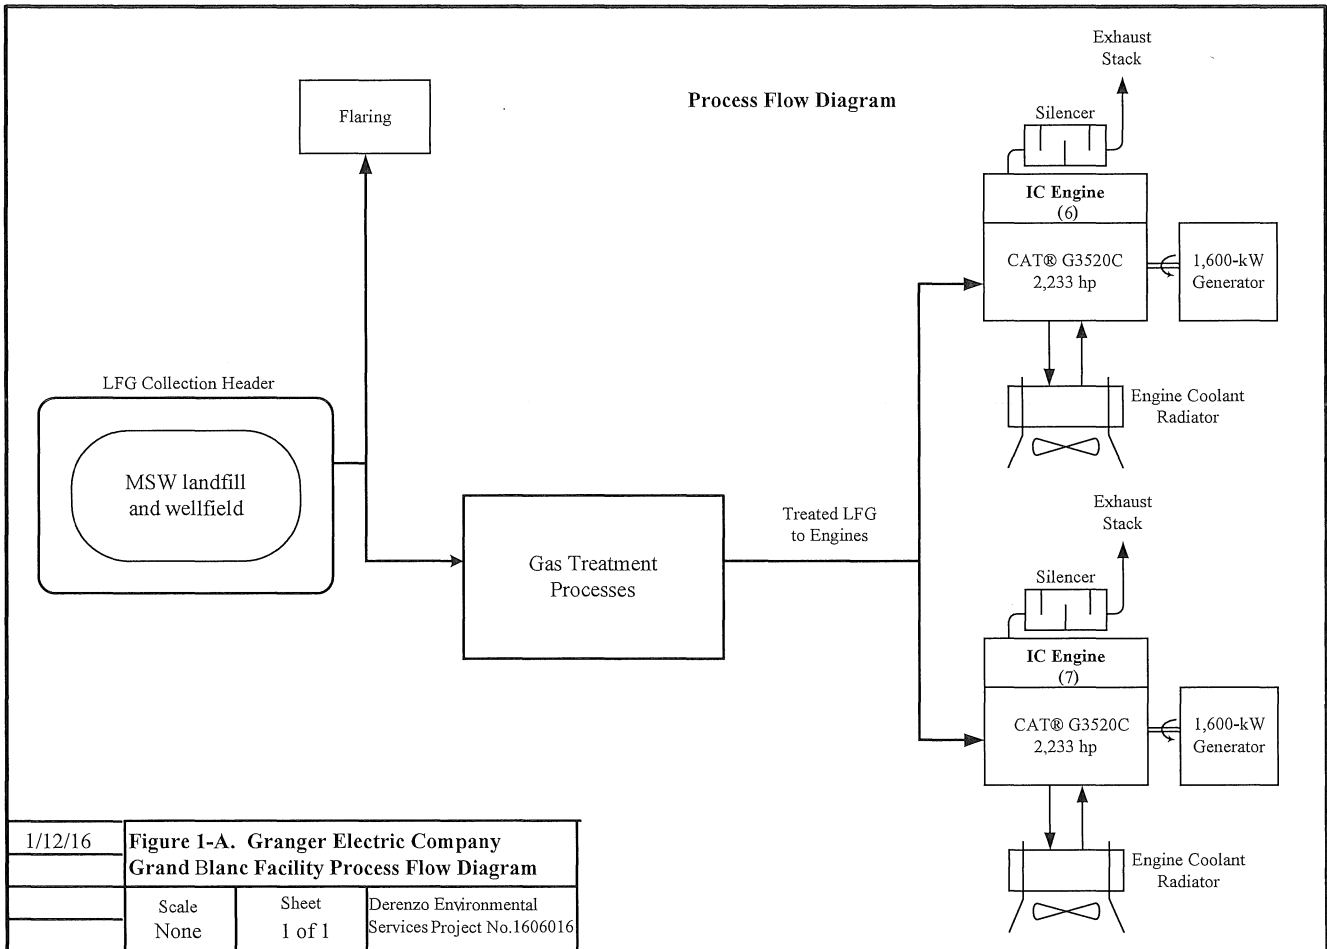 Process Flow Diagram
Flaring
LFG Collection Header
MSW landfill
and wellfield
Gas Treatment
Processes
Treated LFG
to Engines
Exhaust
Stack
Silencer
IC Engine
(6)
CAT® G3520C
2,233 hp
1,600-kW
Generator
Engine Coolant
Radiator
Exhaust
Stack
Silencer
IC Engine
(7)
CAT® G3520C
2,233 hp
1,600-kW
Generator
Engine Coolant
Radiator
1/12/16
Figure 1-A. Granger Electric Company
Grand Blanc Facility Process Flow Diagram
Scale
None
Sheet
1 of 1
Derenzo Environmental
Services Project No.1606016